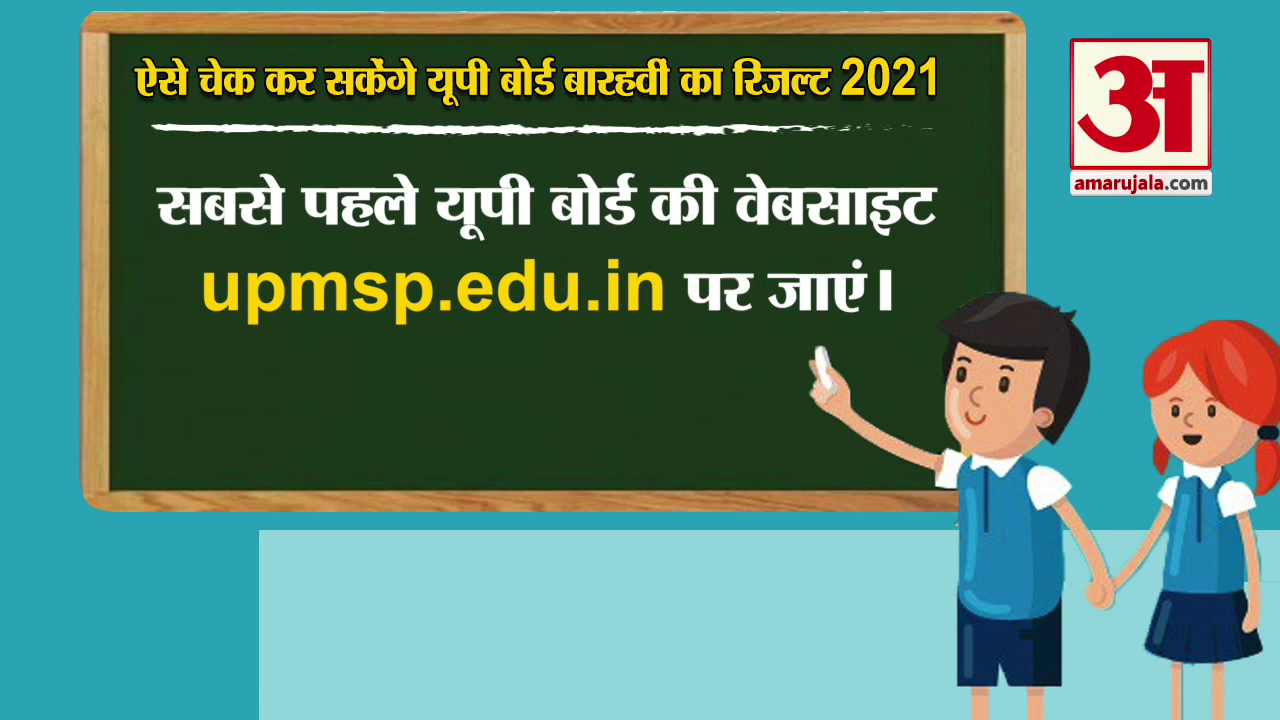 ऐसे चेक कर सकेंगे यूपी बोर्ड बारहवीं का रिजल्ट 2021
सबसे पहले यूपी बोर्ड की वेबसाइट
upmsp.edu.in पर जाएं।
अ
amarujala.com